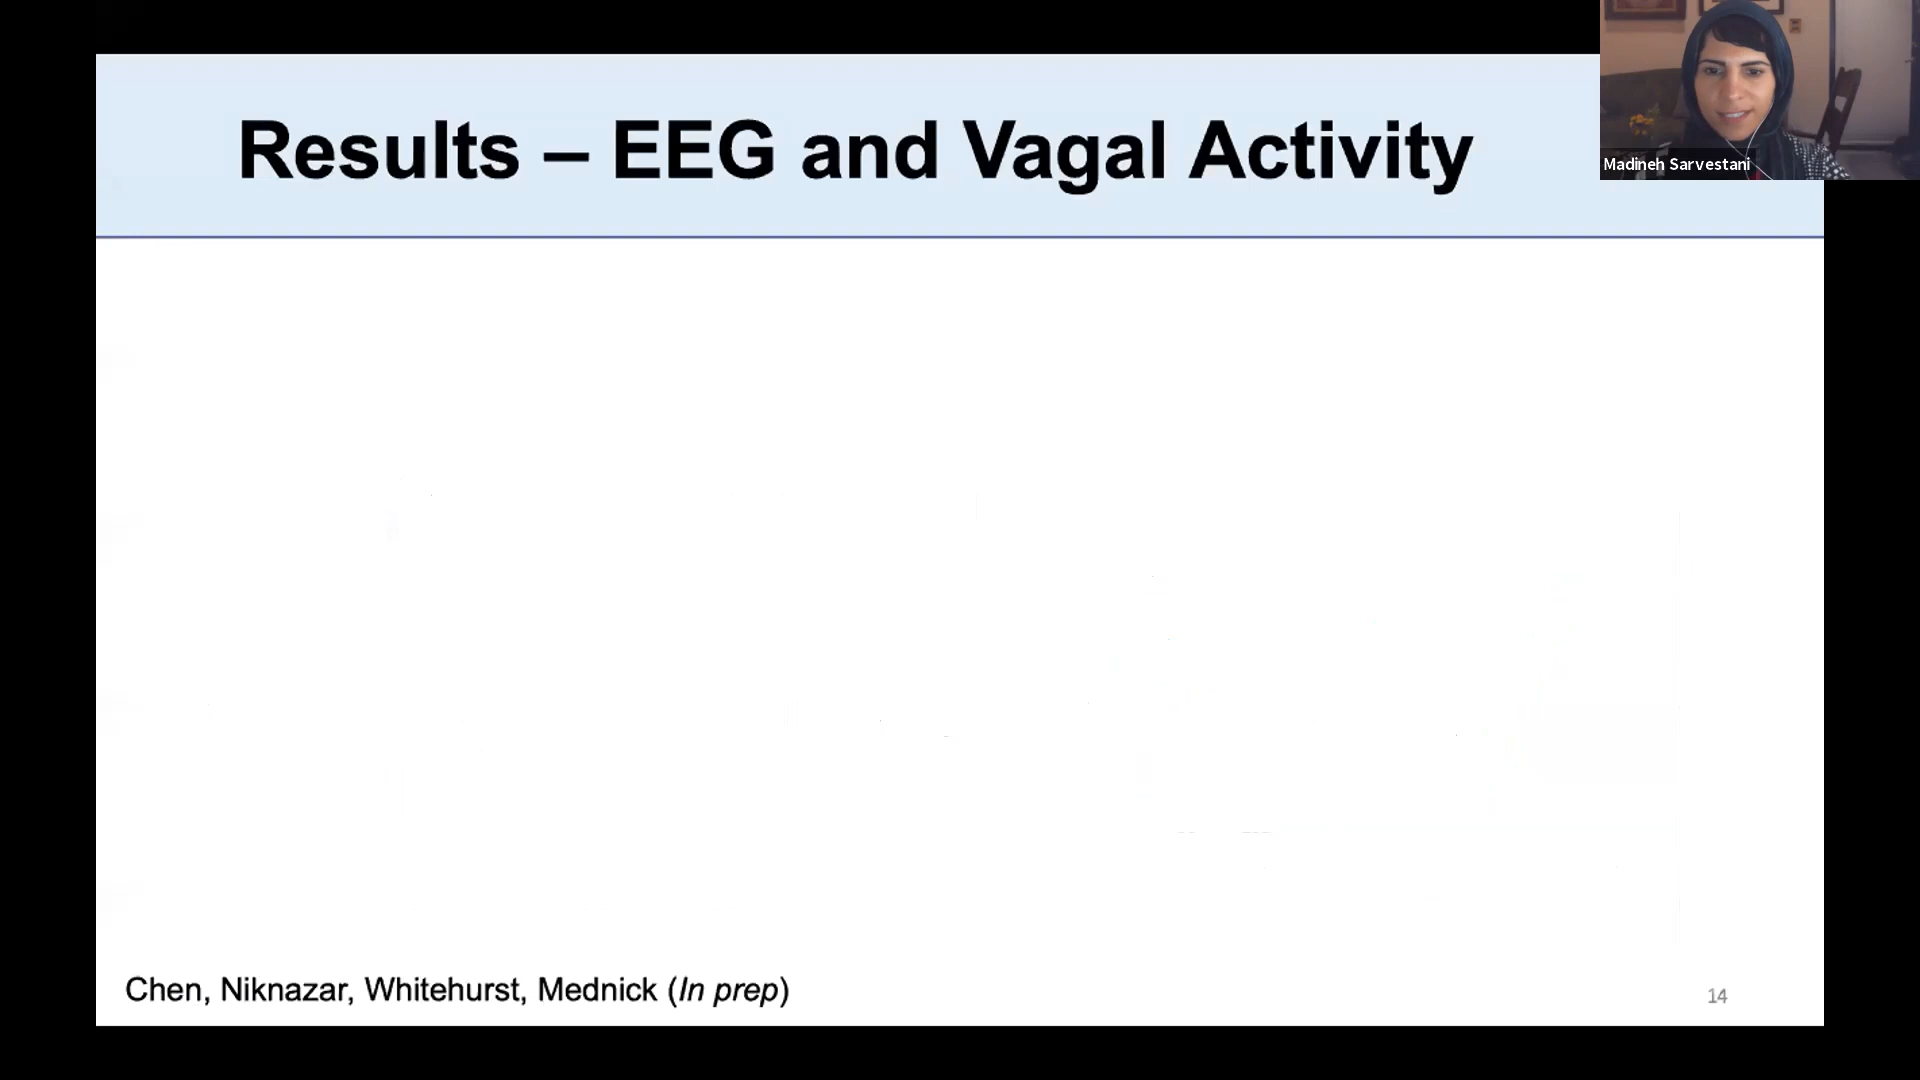 Results – EEG and Vagal Activity
Madineh Sarvestani
Chen, Niknazar, Whitehurst, Mednick (In prep)
14